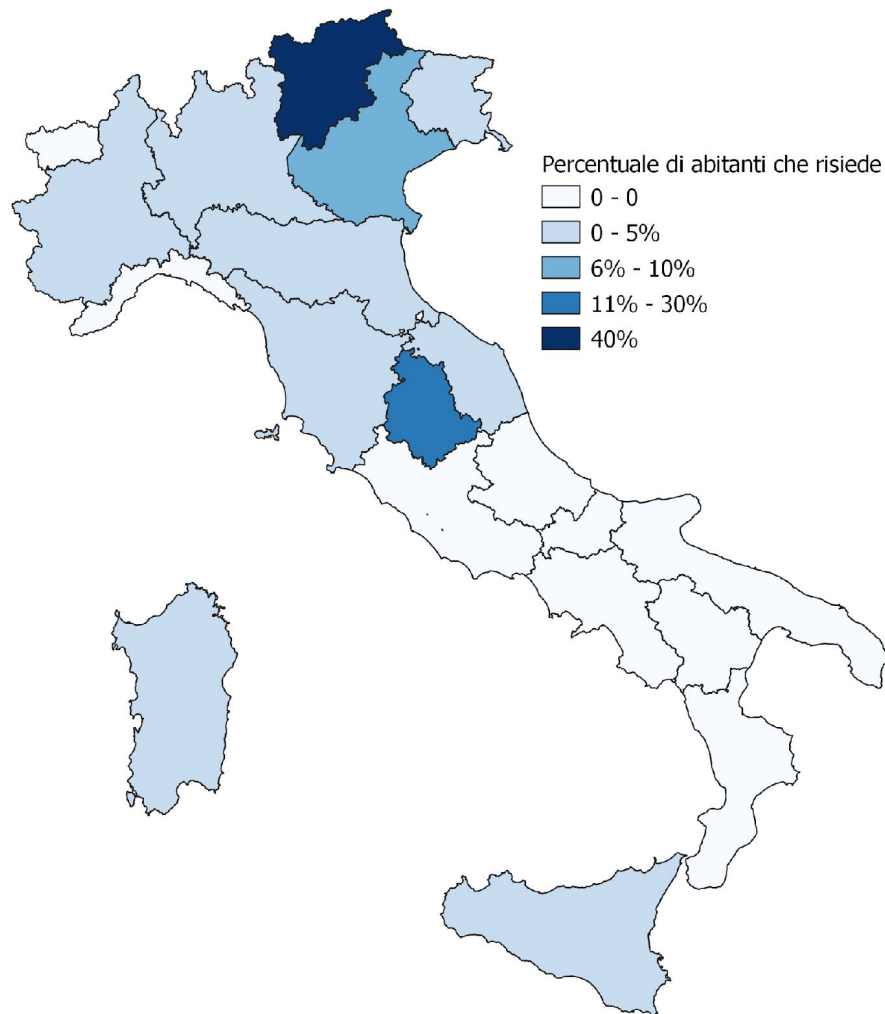 Percentuale di abitanti che risiede
0 - 0
0 - 5%
6% - 10%
11% - 30%
40%